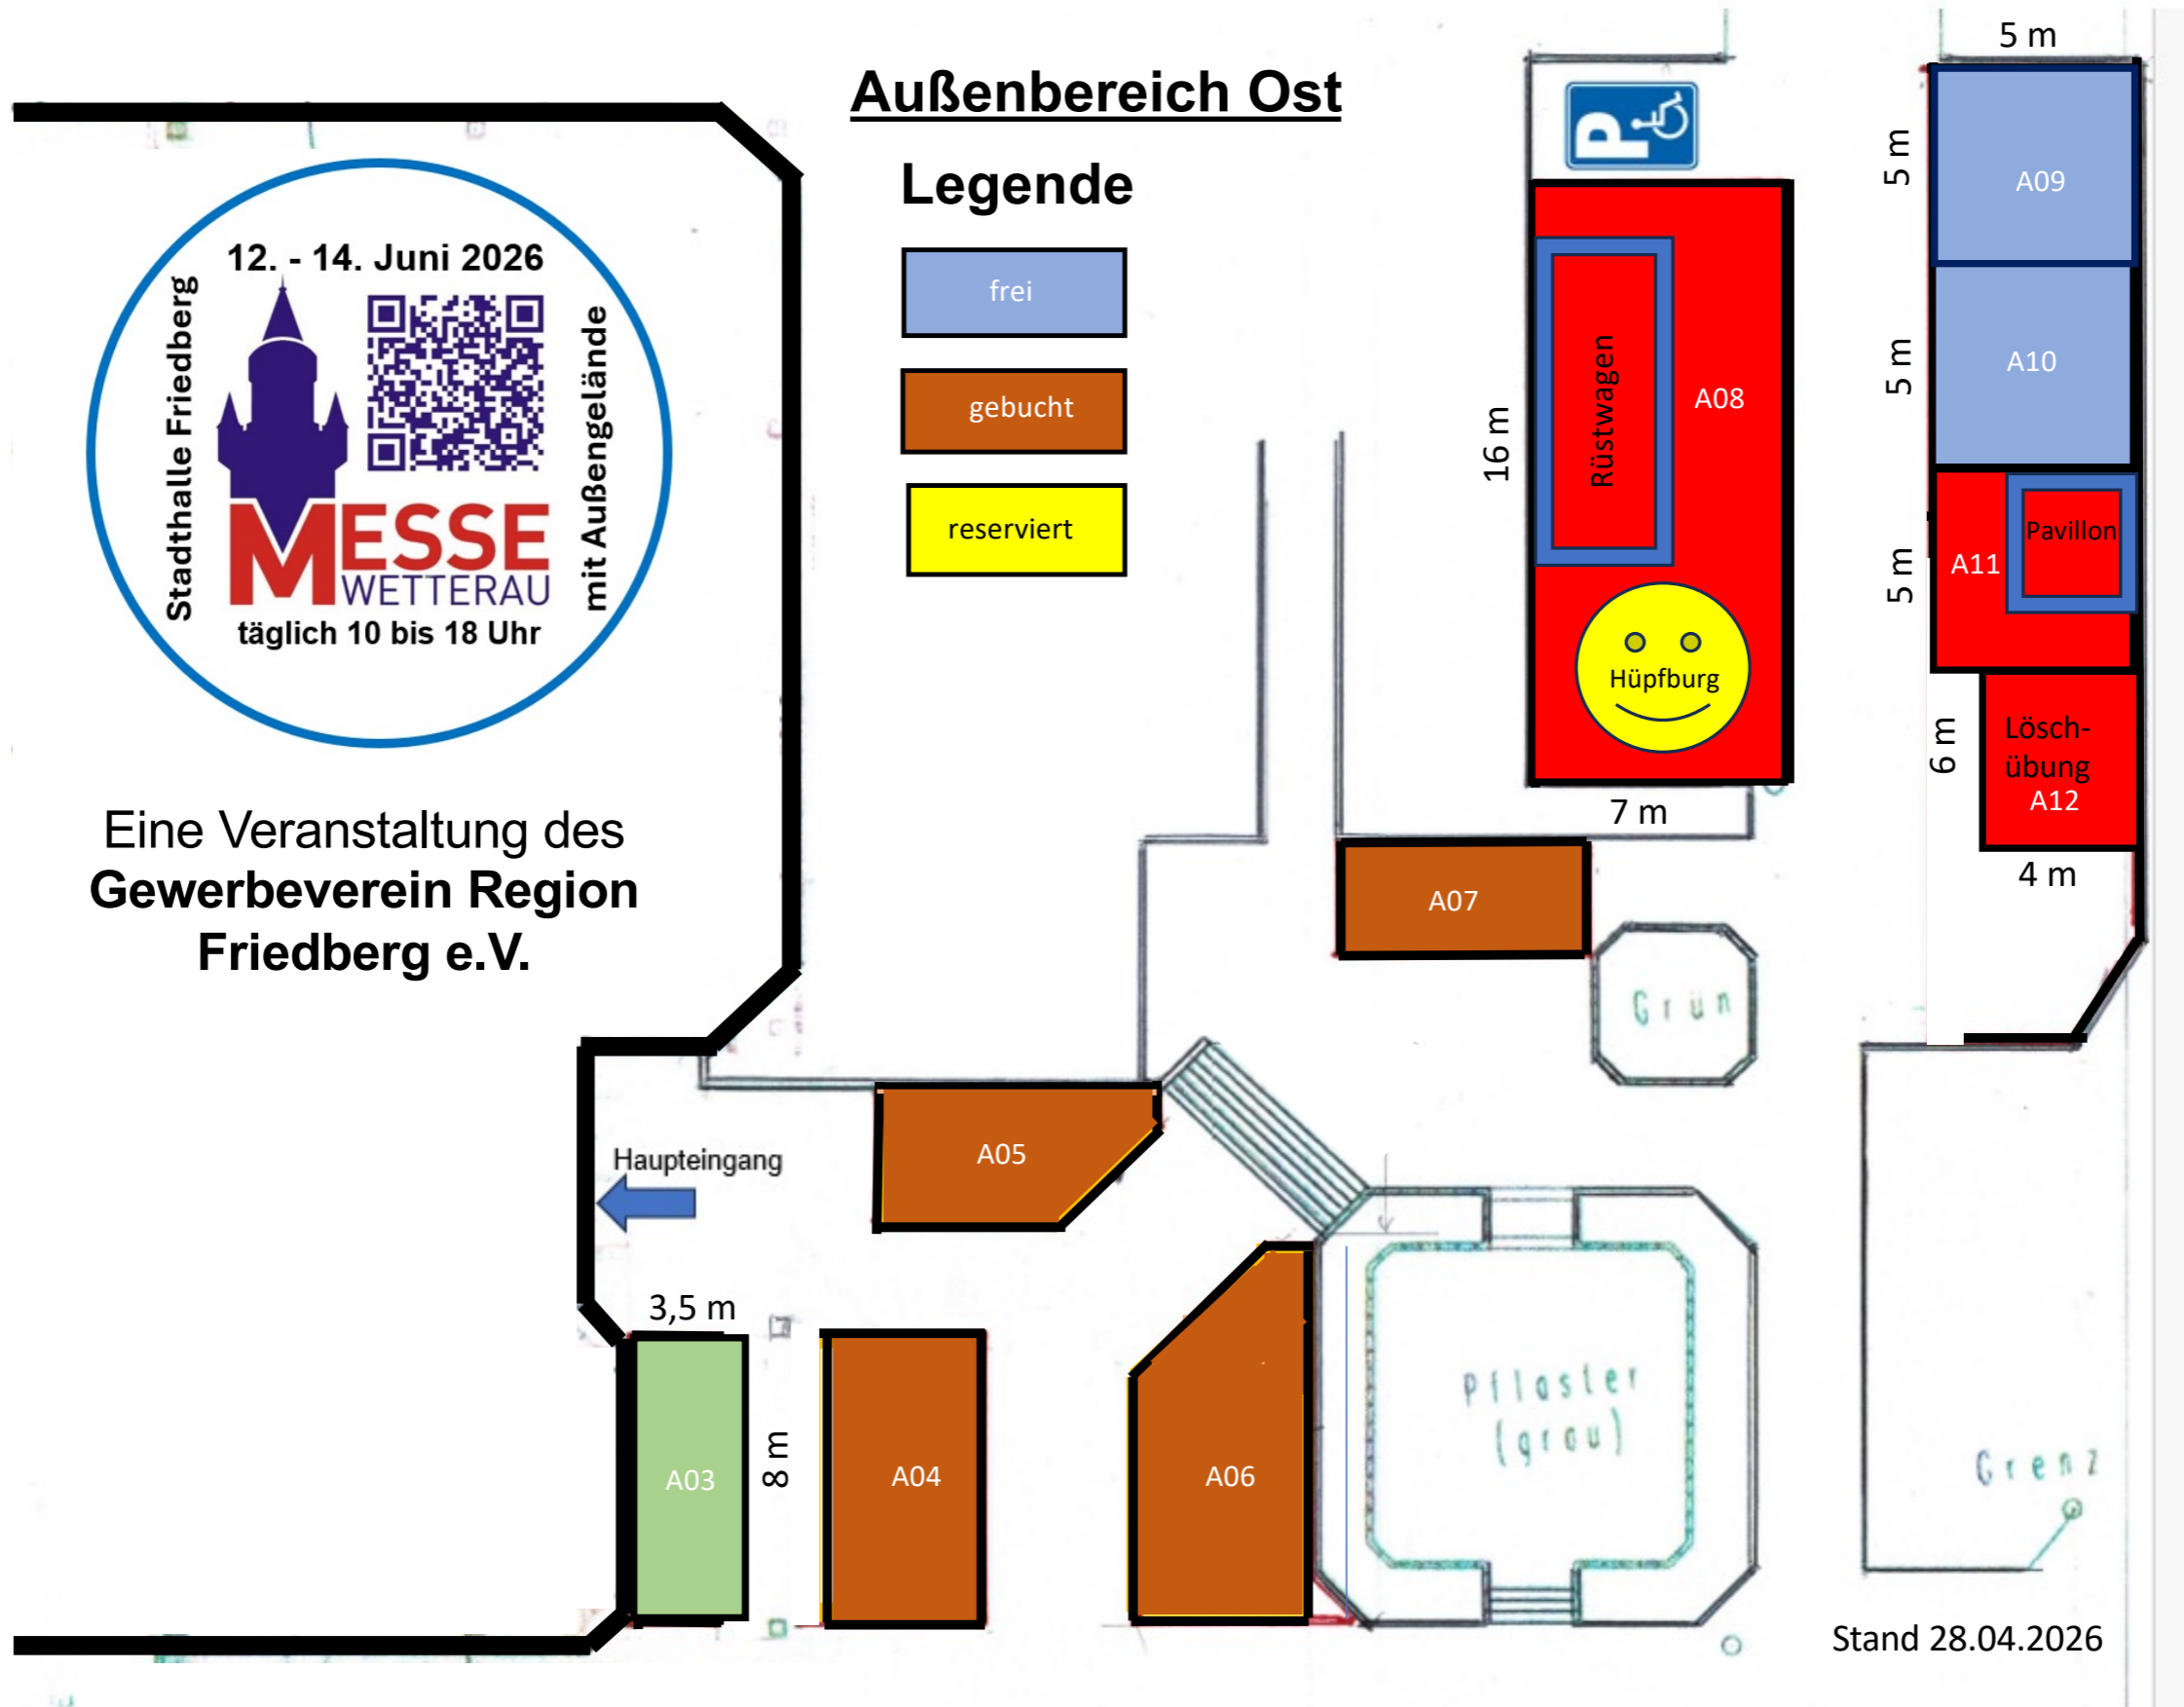 Außenbereich Ost
Legende
frei
gebucht
reserviert
12. - 14. Juni 2026
Stadthalle Friedberg
mit Außengelände
MESSE
WETTERAU
täglich 10 bis 18 Uhr
Eine Veranstaltung des
Gewerbeverein Region
Friedberg e.V.
P
5 m
5 m
A09
5 m
A10
16 m
Rüstwagen
A08
Hüpfburg
7 m
5 m
A11
Pavillon
6 m
Lösch-
übung
A12
4 m
A07
Grün
A05
Haupteingang
3,5 m
A03
8 m
A04
A06
Pflaster
(grau)
Grenz
Stand 28.04.2026